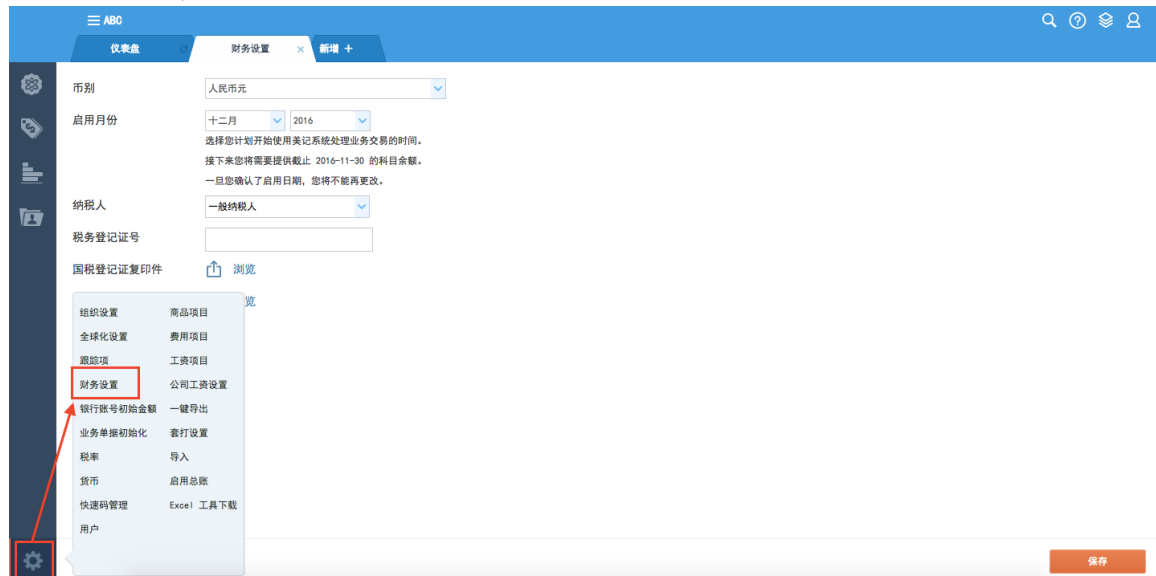 ABC
仪表盘
财务设置 ×
新增 +
币别
人民币元
启用月份
十二月
2016
选择您计划开始使用美记系统处理业务交易的时间。
接下来您将需要提供截止 2016-11-30 的科目余额。
一旦您确认了启用日期，您将不能再更改。
纳税人
一般纳税人
税务登记证号
国税登记证复印件
浏览
览
组织设置 商品项目
全球化设置 费用项目
跟踪项 工资项目
财务设置 公司工资设置
银行账号初始金额 一键导出
业务单据初始化 套打设置
税率 导入
货币 启用总账
快速码管理 Excel 工具下载
用户
保存